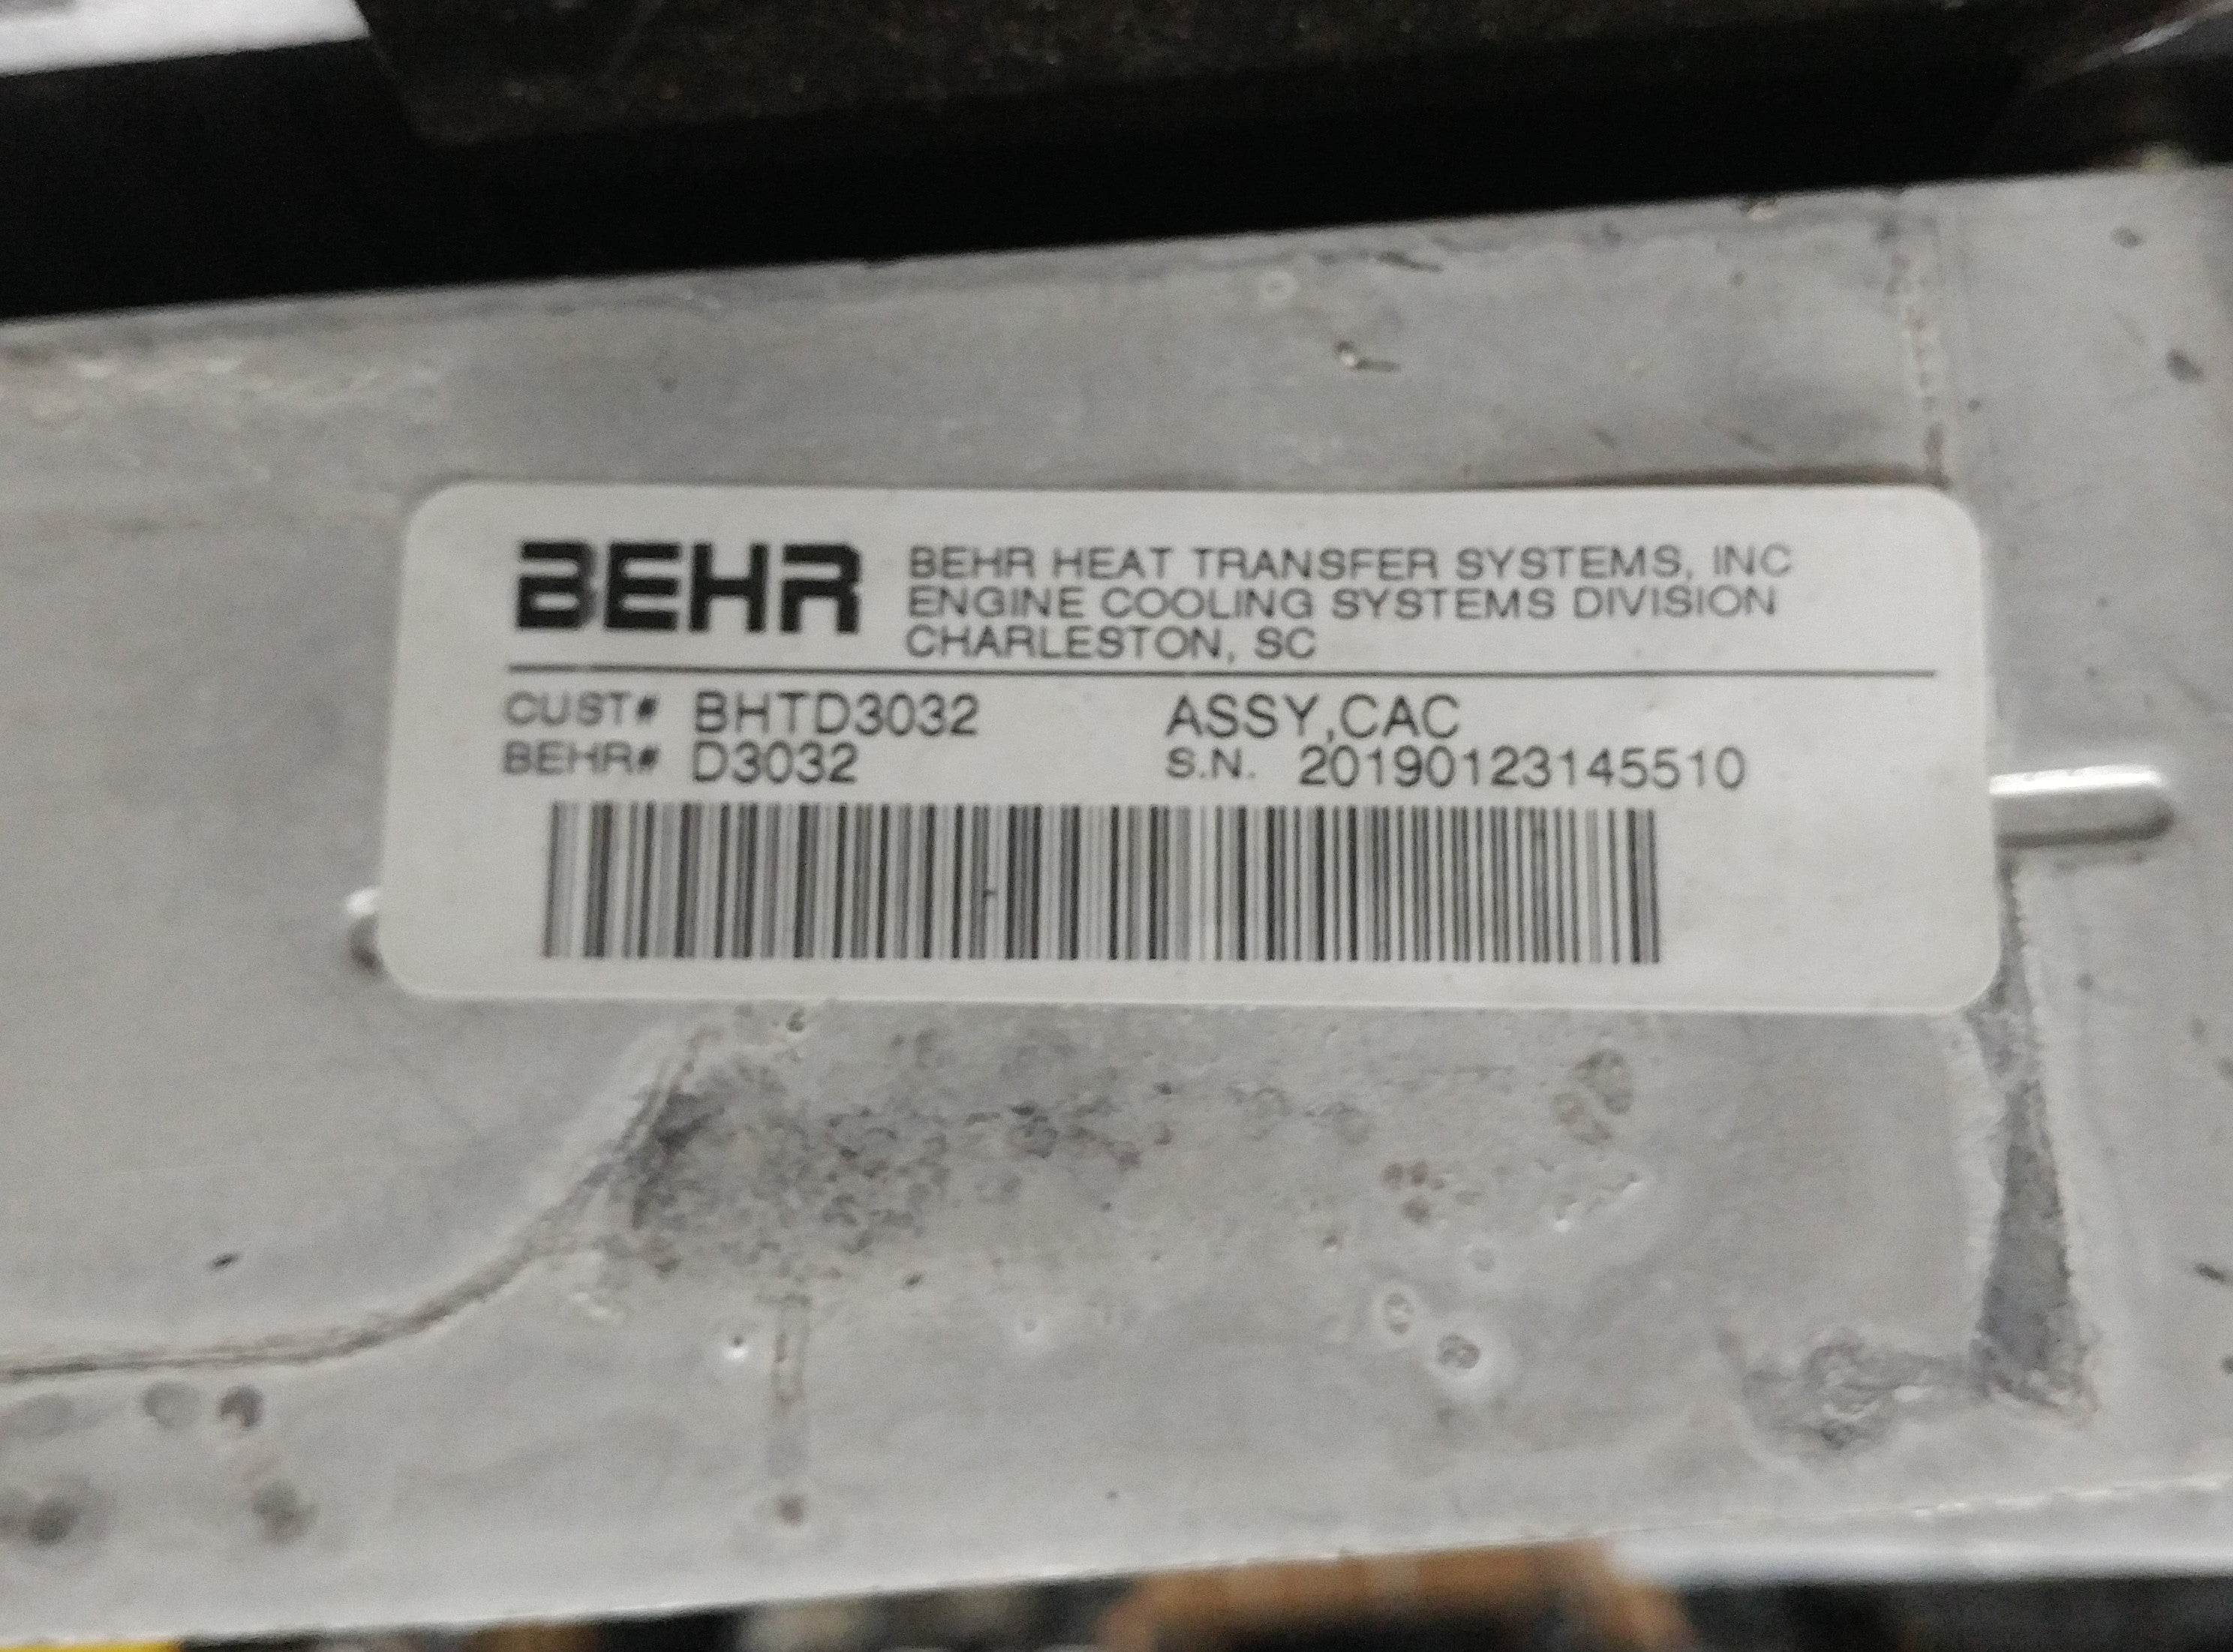 BEHR
BEHR HEAT TRANSFER SYSTEMS, INC
ENGINE COOLING SYSTEMS DIVISION
CHARLESTON, SC
CUST# BHTD3032 ASSY,CAC
BEHR# D3032 S.N. 20190123145510